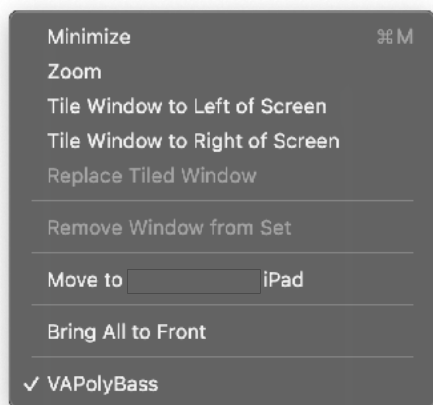 Minimize ⌘M
Zoom
Tile Window to Left of Screen
Tile Window to Right of Screen
Replace Tiled Window
Remove Window from Set
Move to iPad
Bring All to Front
✓ VAPolyBass